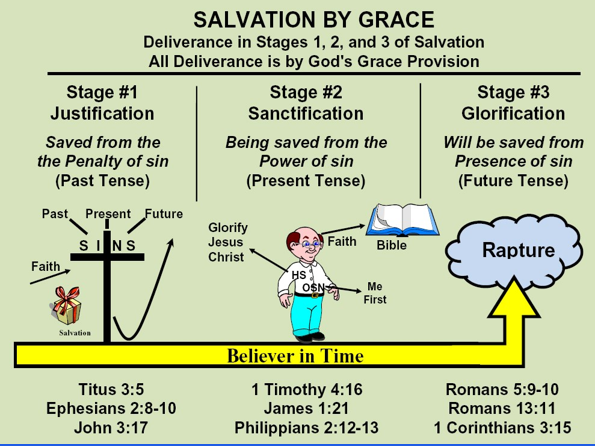 SALVATION BY GRACE
Deliverance in Stages 1, 2, and 3 of Salvation
All Deliverance is by God's Grace Provision
Stage #1
Justification
Saved from the
the Penalty of sin
(Past Tense)
Stage #2
Sanctification
Being saved from the
Power of sin
(Present Tense)
Stage #3
Glorification
Will be saved from
Presence of sin
(Future Tense)
Past Present Future
S I N S
Faith
Salvation
Glorify
Jesus
Christ
Faith
Bible
HS
OSN
Me
First
Rapture
Believer in Time
Titus 3:5
Ephesians 2:8-10
John 3:17
1 Timothy 4:16
James 1:21
Philippians 2:12-13
Romans 5:9-10
Romans 13:11
1 Corinthians 3:15